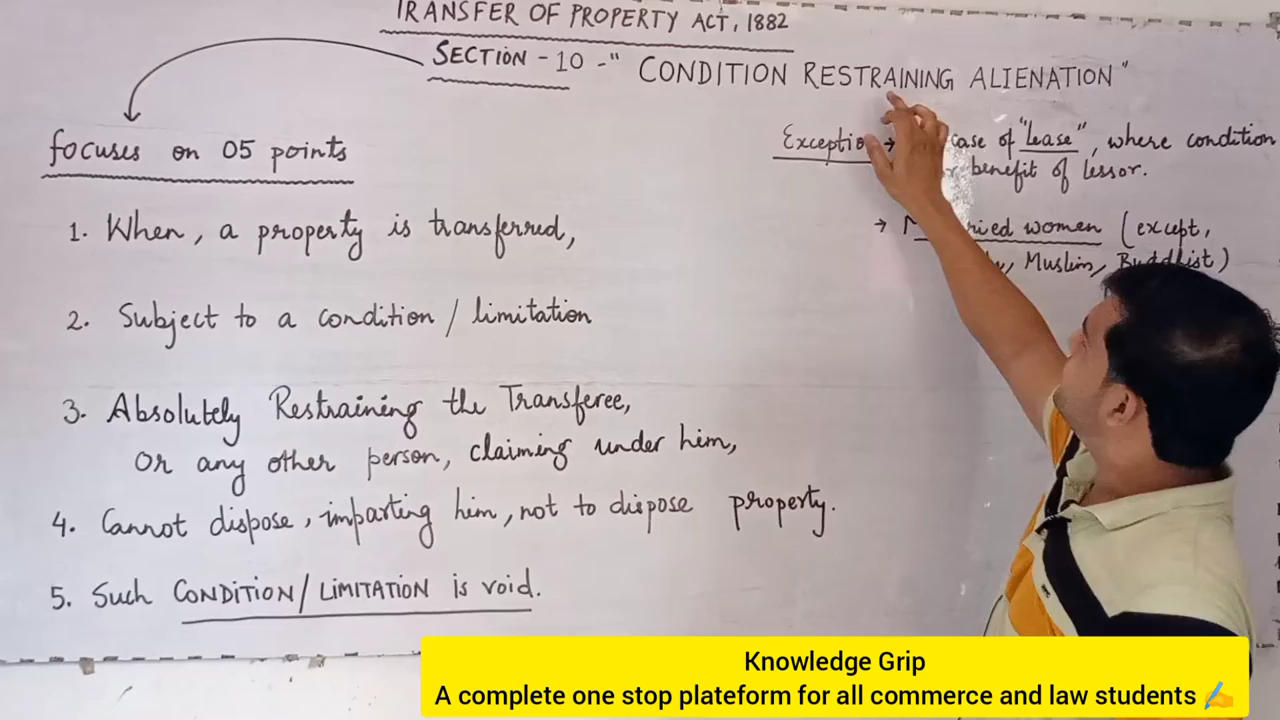 TRANSFER OF PROPERTY ACT, 1882
SECTION - 10 - " CONDITION RESTRAINING ALIENATION "
focuses on 05 points
1. When, a property is transferred,
2. Subject to a condition / limitation
3. Absolutely Restraining the Transferee,
Or any other person, claiming under him,
4. Cannot dispose, imparting him, not to dispose property.
5. Such CONDITION/LIMITATION is void.
Exception → case of "lease", where condition
benefit of lessor.
→ women (except,
Muslim, Buddhist)
Knowledge Grip
A complete one stop plateform for all commerce and law students ✍️